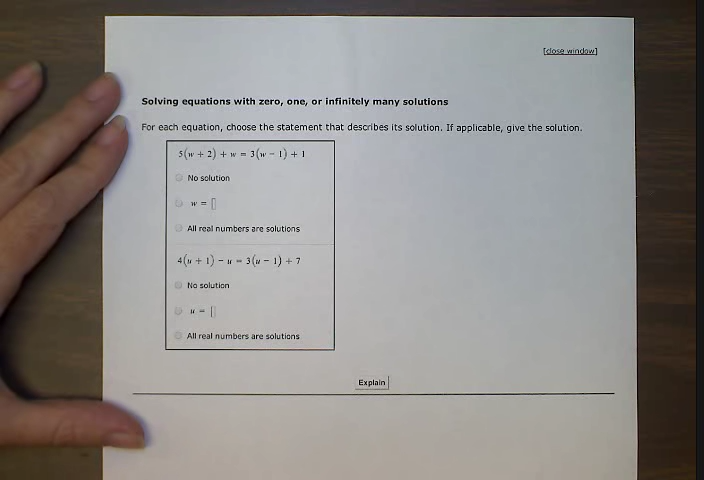 [close window]
Solving equations with zero, one, or infinitely many solutions
For each equation, choose the statement that describes its solution. If applicable, give the solution.
5(w + 2) + w = 3(w − 1) + 1
No solution
w = []
All real numbers are solutions
4(u + 1) − u = 3(u − 1) + 7
No solution
u = []
All real numbers are solutions
Explain